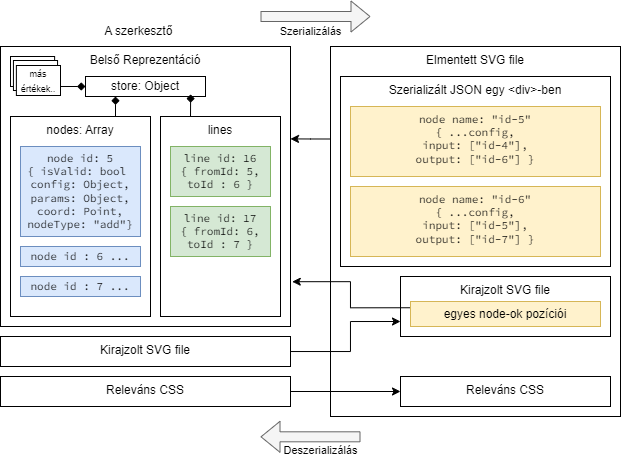 A szerkesztő
Szerializálás
Belső Reprezentáció
más
értékek..
store: Object
nodes: Array
node id: 5
{ isValid: bool
config: Object,
params: Object,
coord: Point,
nodeType: "add"}
node id : 6 ...
node id : 7 ...
lines
line id: 16
{ fromId: 5,
toId : 6 }
line id: 17
{ fromId: 6,
toId : 7 }
Kirajzolt SVG file
Releváns CSS
Elmentett SVG file
Szerializált JSON egy <div>-ben
node name: "id-5"
{ ...config,
input: ["id-4"],
output: ["id-6"] }
node name: "id-6"
{ ...config,
input: ["id-5"],
output: ["id-7"] }
Kirajzolt SVG file
egyes node-ok pozíciói
Releváns CSS
Deszerializálás